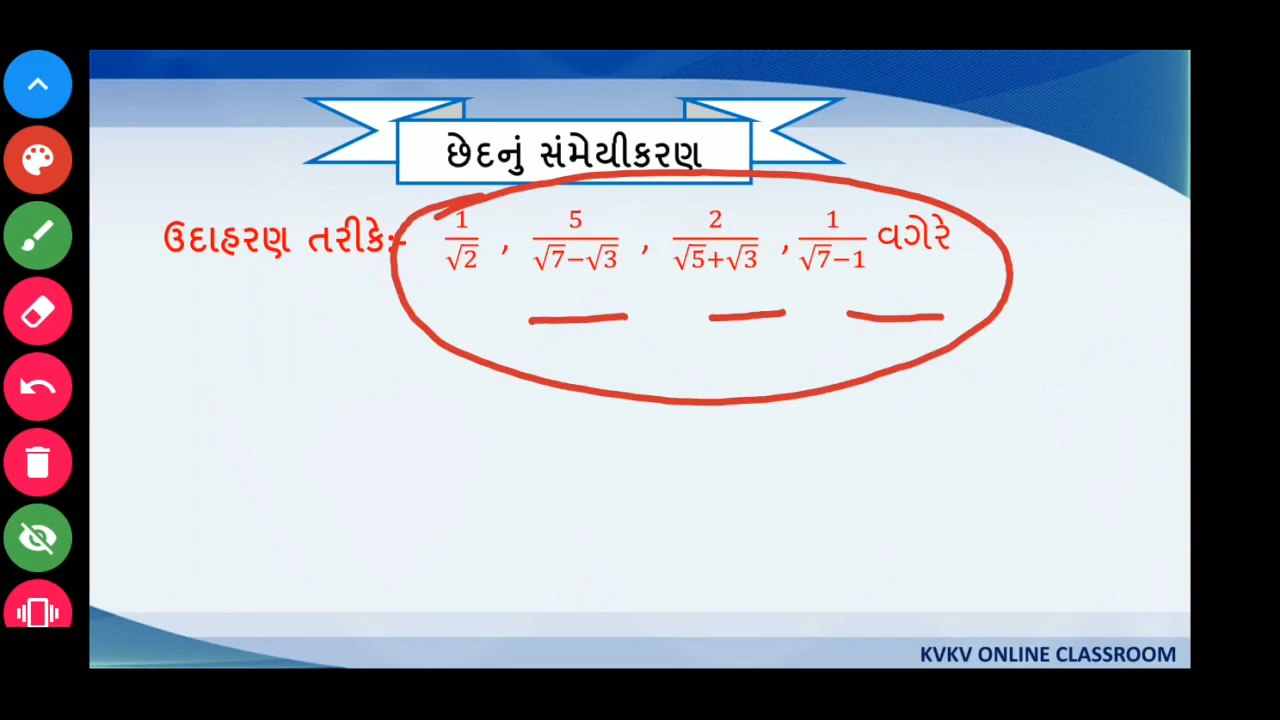 છેદનું સંમેયીકરણ
ઉદાહરણ તરીકે:- 1/√2 , 5/(√7−√3) , 2/(√5+√3) , 1/(√7−1) વગેરે
KVKV ONLINE CLASSROOM